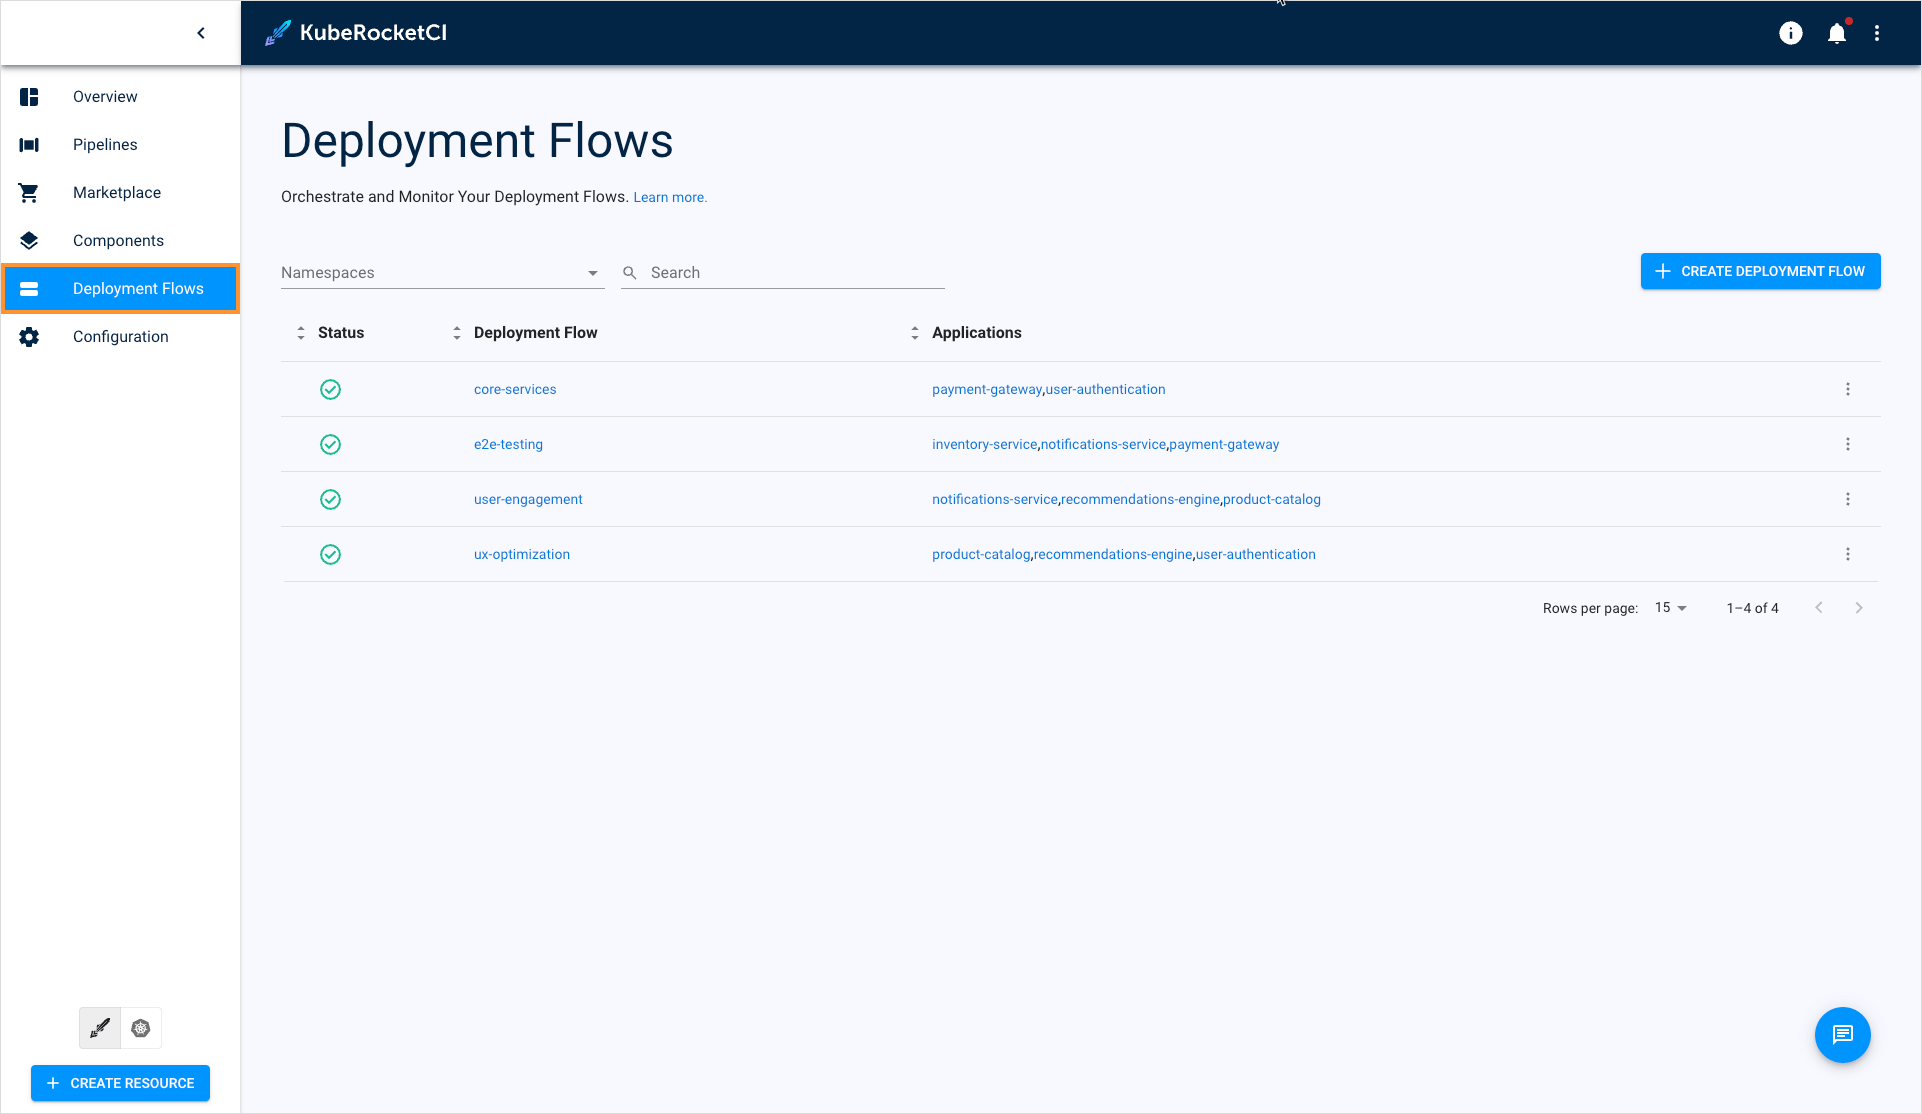 KubeRocketCI
Overview
Pipelines
Marketplace
Components
Deployment Flows
Configuration
CREATE RESOURCE
Deployment Flows
Orchestrate and Monitor Your Deployment Flows. Learn more.
Namespaces Search CREATE DEPLOYMENT FLOW
Status Deployment Flow Applications
core-services payment-gateway,user-authentication
e2e-testing inventory-service,notifications-service,payment-gateway
user-engagement notifications-service,recommendations-engine,product-catalog
ux-optimization product-catalog,recommendations-engine,user-authentication
Rows per page: 15 1–4 of 4